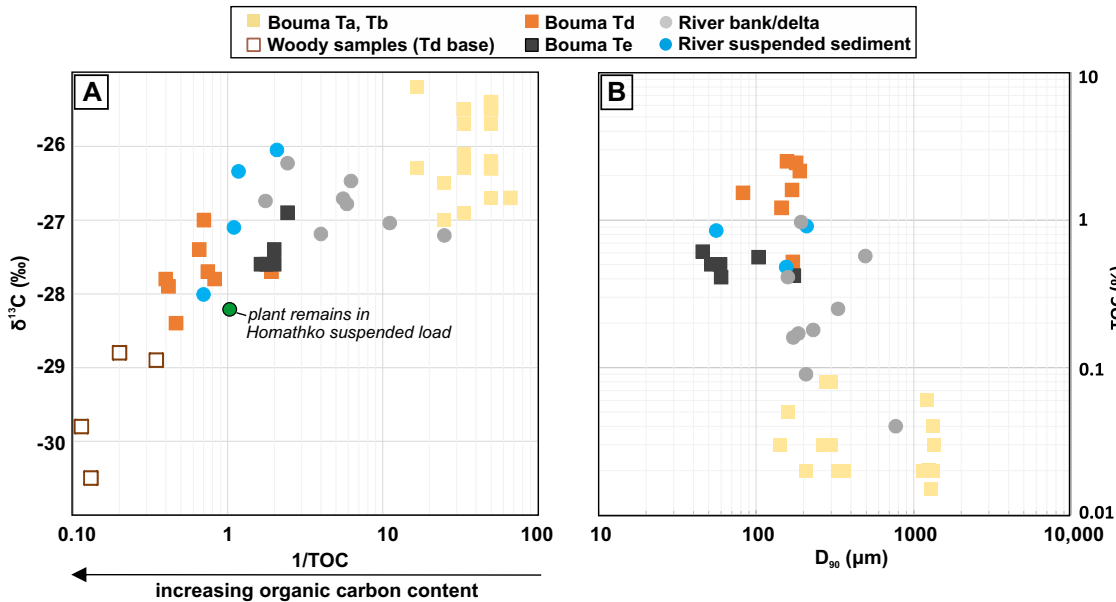 Bouma Ta, Tb Bouma Td River bank/delta
Woody samples (Td base) Bouma Te River suspended sediment
A
B
-26
-27
-28
-29
-30
δ¹³C (‰)
plant remains in
Homathko suspended load
0.10 1 10 100
1/TOC
increasing organic carbon content
10
1
0.1
0.01
TOC (%)
10 100 1000 10,000
D₉₀ (μm)